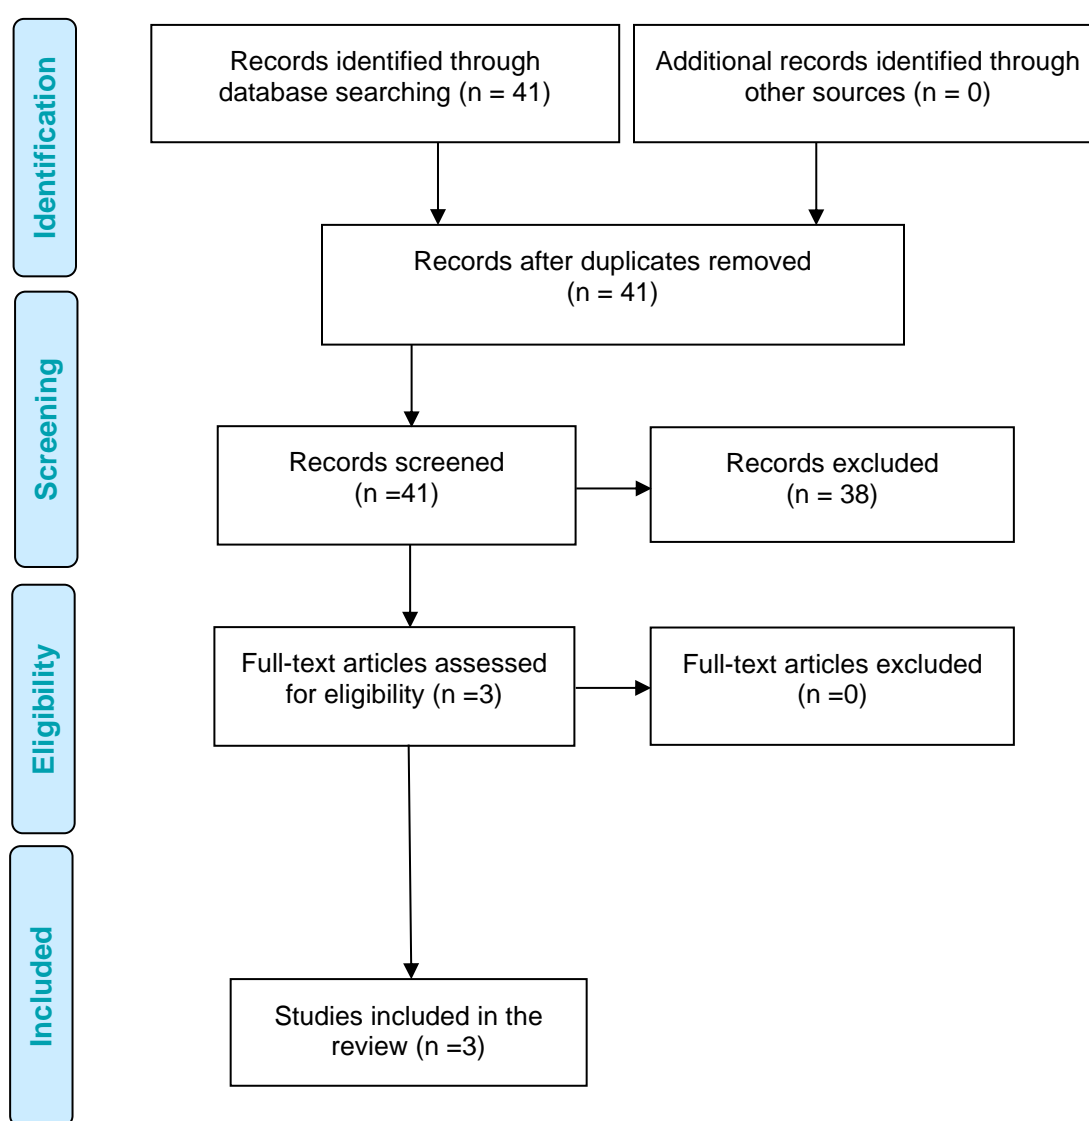 Identification
Records identified through
database searching (n = 41)
Additional records identified through
other sources (n = 0)
Records after duplicates removed
(n = 41)
Screening
Records screened
(n =41)
Records excluded
(n = 38)
Eligibility
Full-text articles assessed
for eligibility (n =3)
Full-text articles excluded
(n =0)
Included
Studies included in the
review (n =3)